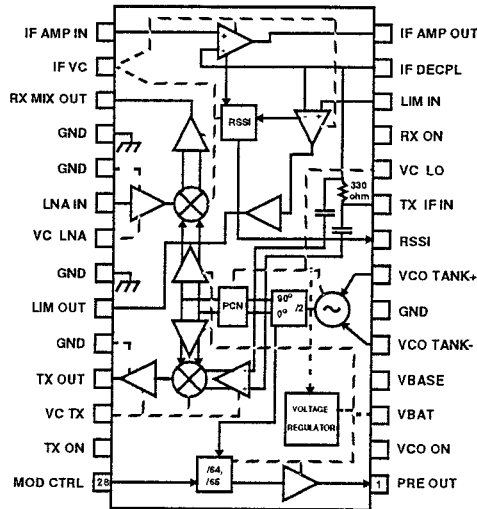 IF AMP IN
IF VC
RX MIX OUT
GND
GND
LNA IN
VC LNA
GND
LIM OUT
GND
TX OUT
VC TX
TX ON
MOD CTRL
28
IF AMP OUT
IF DECPL
LIM IN
RX ON
VC LO
TX IF IN
RSSI
VCO TANK+
GND
VCO TANK-
VBASE
VBAT
VCO ON
PRE OUT
1
+
-
RSSI
-
+
330
ohm
PCN
90°
0°
/2
~
VOLTAGE
REGULATOR
/64,
/65